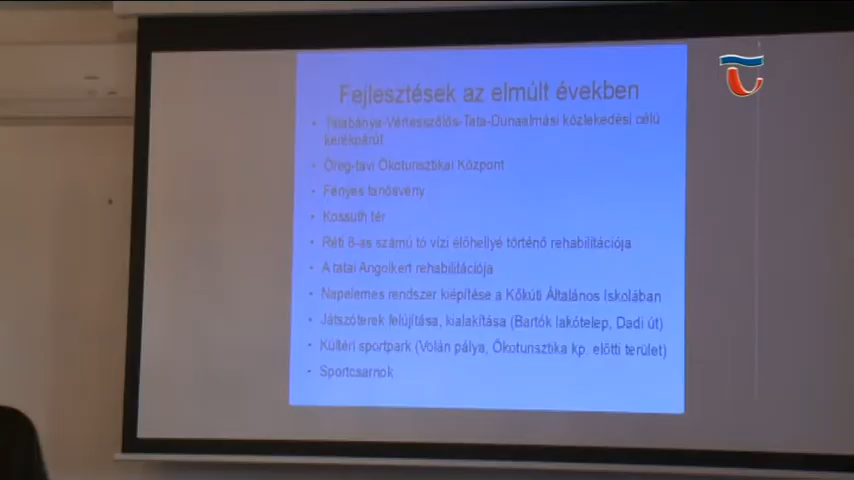 Fejlesztések az elmúlt években
• Tatabánya-Vértesszőlős-Tata-Dunaalmási közlekedési célú
kerékpárút
• Öreg-tavi Ökoturisztikai Központ
• Fényes tanösvény
• Kossuth tér
• Réti 8-as számú tó vízi élőhellyé történő rehabilitációja
• A tatai Angolkert rehabilitációja
• Napelemes rendszer kiépítése a Kőkúti Általános Iskolában
• Játszóterek felújítása, kialakítása (Bartók lakótelep, Dadi út)
• Kültéri sportpark (Volán pálya, Ökoturisztika kp. előtti terület)
• Sportcsarnok